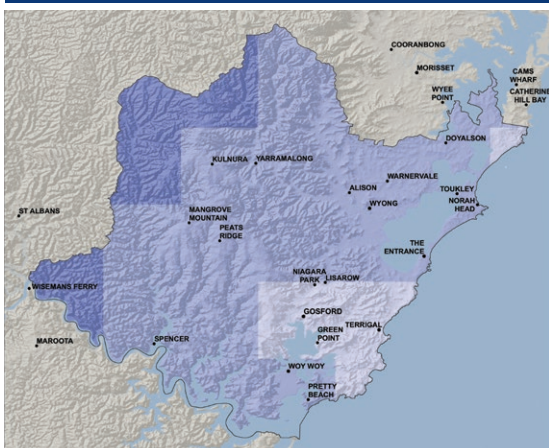 COORANBONG
MORISSET
CAMS
WHARF
WYEE
POINT
CATHERINE
HILL BAY
DOYALSON
KULNURA
YARRAMALONG
WARNERVALE
ALISON
TOUKLEY
NORAH
HEAD
WYONG
ST ALBANS
MANGROVE
MOUNTAIN
PEATS
RIDGE
THE
ENTRANCE
NIAGARA
PARK
LISAROW
WISEMANS FERRY
GOSFORD
TERRIGAL
GREEN
POINT
MAROOTA
SPENCER
WOY WOY
PRETTY
BEACH